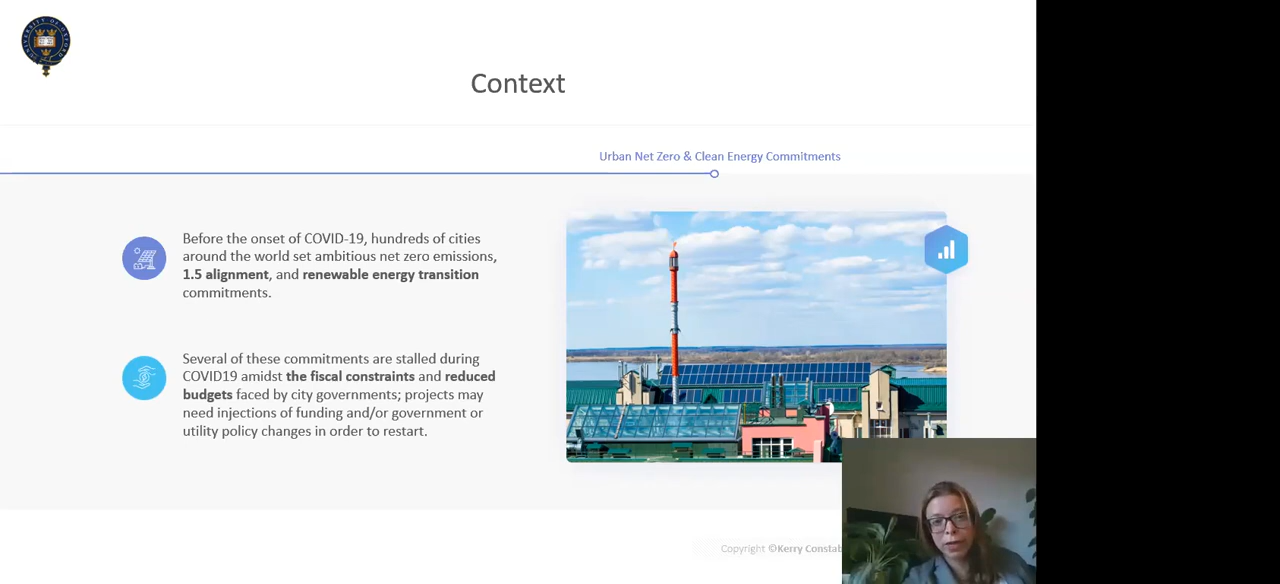 UNIVERSITY OF OXFORD
Context
Urban Net Zero & Clean Energy Commitments
Before the onset of COVID-19, hundreds of cities
around the world set ambitious net zero emissions,
1.5 alignment, and renewable energy transition
commitments.
Several of these commitments are stalled during
COVID19 amidst the fiscal constraints and reduced
budgets faced by city governments; projects may
need injections of funding and/or government or
utility policy changes in order to restart.
Copyright ©Kerry